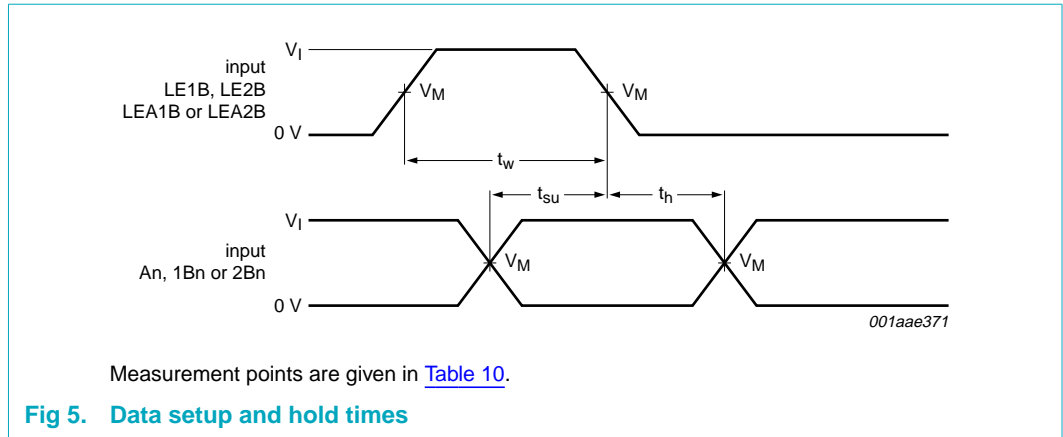 V_I
input
LE1B, LE2B
LEA1B or LEA2B
V_M
V_M
0 V
t_w
t_su
t_h
V_I
input
An, 1Bn or 2Bn
V_M
V_M
0 V
001aae371
Measurement points are given in Table 10.
Fig 5. Data setup and hold times